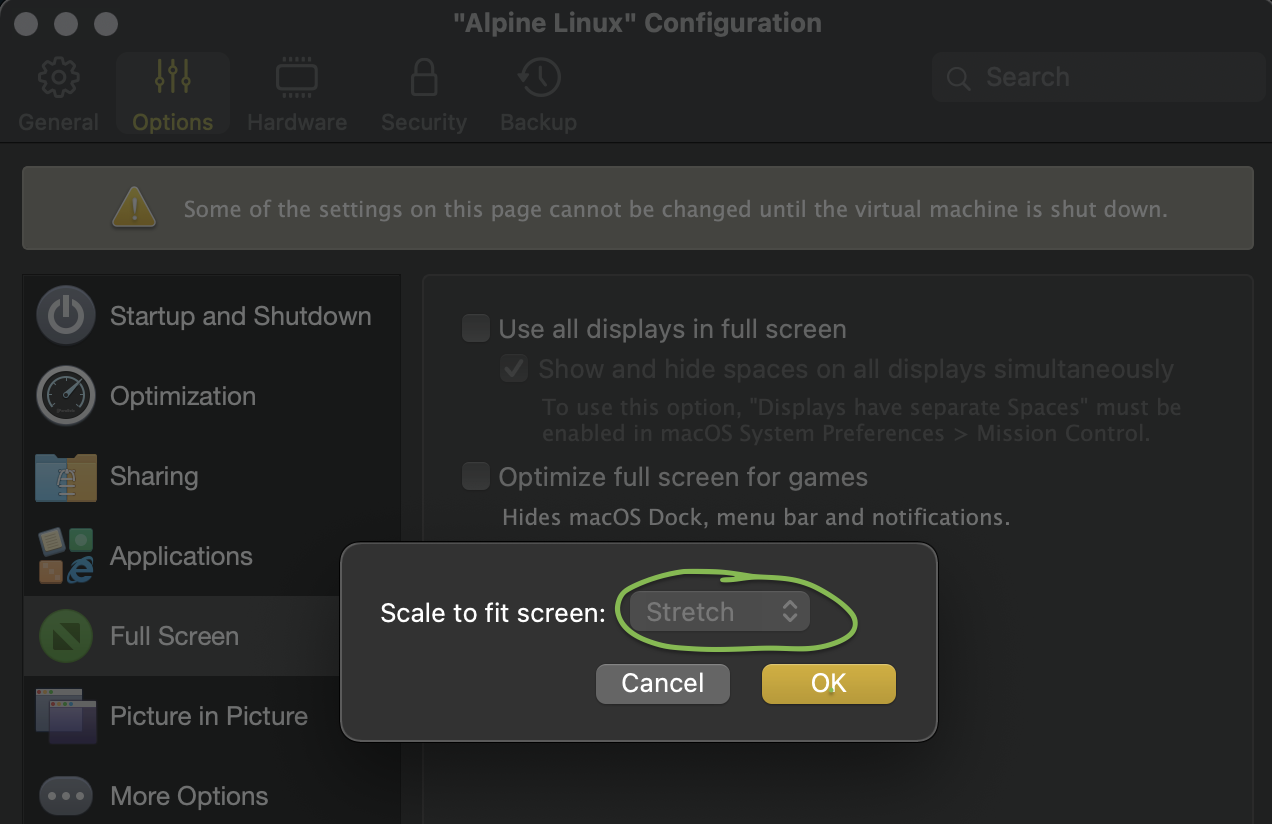 "Alpine Linux" Configuration
General Options Hardware Security Backup Search
Some of the settings on this page cannot be changed until the virtual machine is shut down.
Startup and Shutdown
Optimization
Sharing
Applications
Full Screen
Picture in Picture
More Options
Use all displays in full screen
Show and hide spaces on all displays simultaneously
To use this option, "Displays have separate Spaces" must be
enabled in macOS System Preferences > Mission Control.
Optimize full screen for games
Hides macOS Dock, menu bar and notifications.
Scale to fit screen: Stretch
Cancel OK